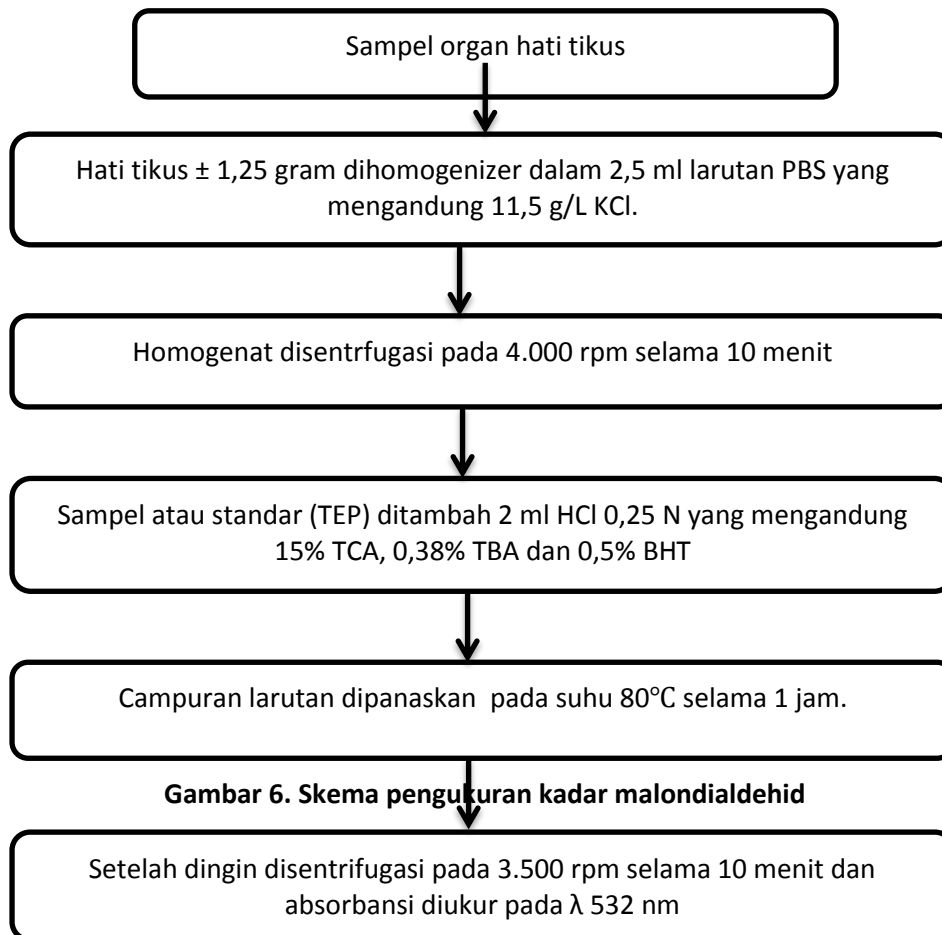 Sampel organ hati tikus
Hati tikus ± 1,25 gram dihomogenizer dalam 2,5 ml larutan PBS yang
mengandung 11,5 g/L KCl.
Homogenat disentrfugasi pada 4.000 rpm selama 10 menit
Sampel atau standar (TEP) ditambah 2 ml HCl 0,25 N yang mengandung
15% TCA, 0,38% TBA dan 0,5% BHT
Campuran larutan dipanaskan  pada suhu 80℃ selama 1 jam.
Gambar 6. Skema pengukuran kadar malondialdehid
Setelah dingin disentrifugasi pada 3.500 rpm selama 10 menit dan
absorbansi diukur pada λ 532 nm